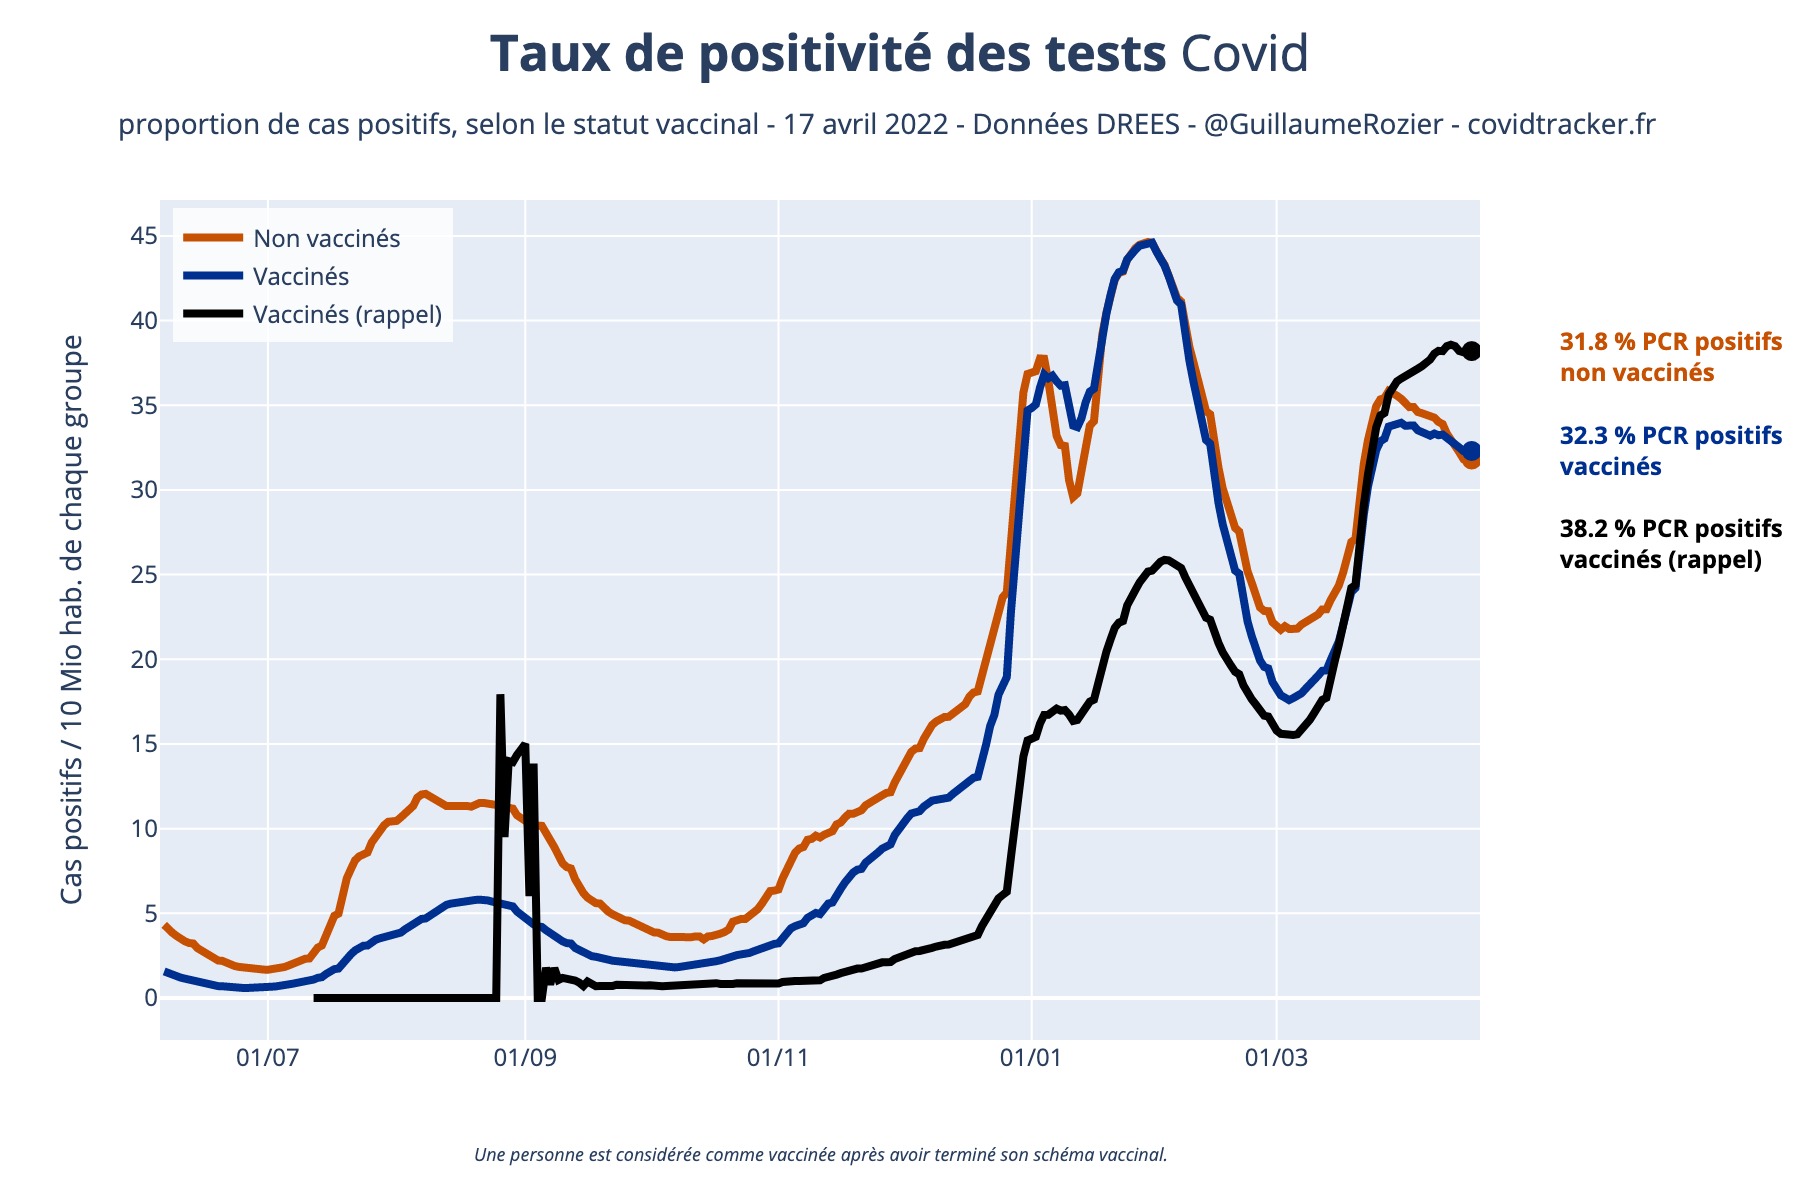 Taux de positivité des tests Covid
proportion de cas positifs, selon le statut vaccinal - 17 avril 2022 - Données DREES - @GuillaumeRozier - covidtracker.fr
Non vaccinés
Vaccinés
Vaccinés (rappel)
Cas positifs / 10 Mio hab. de chaque groupe
45
40
35
30
25
20
15
10
5
0
01/07
01/09
01/11
01/01
01/03
31.8 % PCR positifs
non vaccinés
32.3 % PCR positifs
vaccinés
38.2 % PCR positifs
vaccinés (rappel)
Une personne est considérée comme vaccinée après avoir terminé son schéma vaccinal.